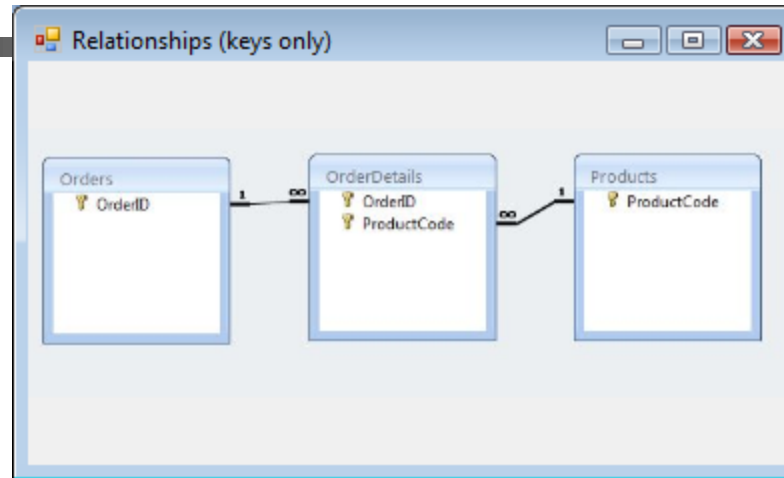 Relationships (keys only)
Orders
OrderID
1
∞
OrderDetails
OrderID
ProductCode
∞
1
Products
ProductCode